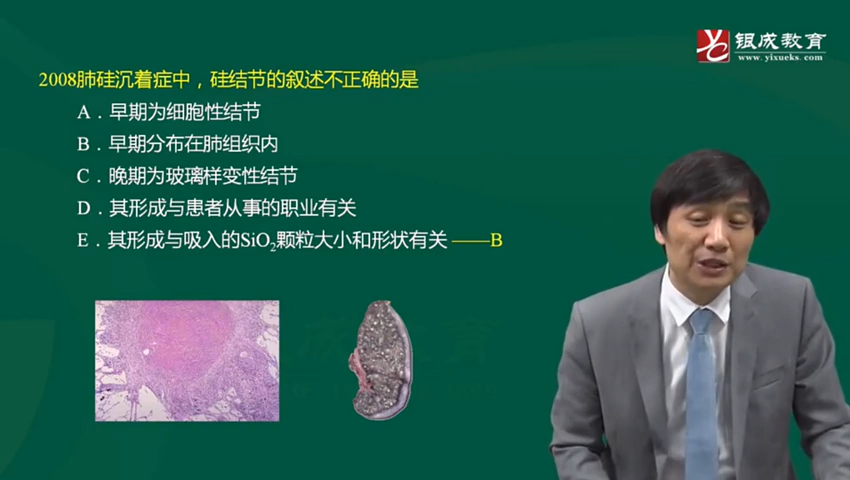 银成教育
www.yixueks.com
2008肺硅沉着症中，硅结节的叙述不正确的是
A．早期为细胞性结节
B．早期分布在肺组织内
C．晚期为玻璃样变性结节
D．其形成与患者从事的职业有关
E．其形成与吸入的SiO₂颗粒大小和形状有关 ——B